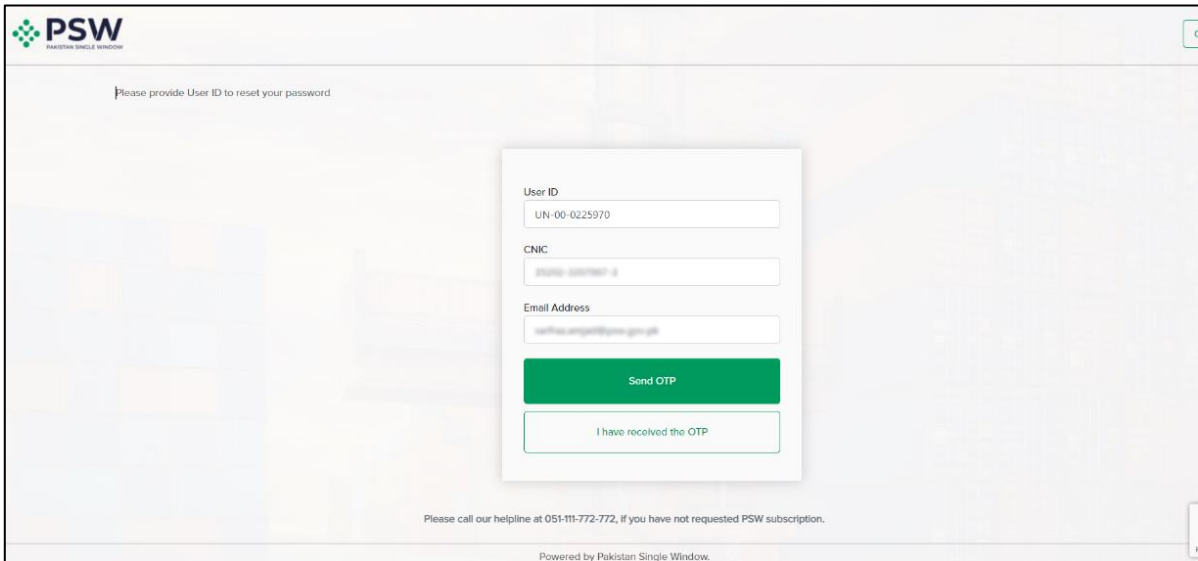 PSW
PAKISTAN SINGLE WINDOW
Please provide User ID to reset your password
User ID
UN-00-0225970
CNIC
Email Address
Send OTP
I have received the OTP
Please call our helpline at 051-111-772-772, if you have not requested PSW subscription.
Powered by Pakistan Single Window.